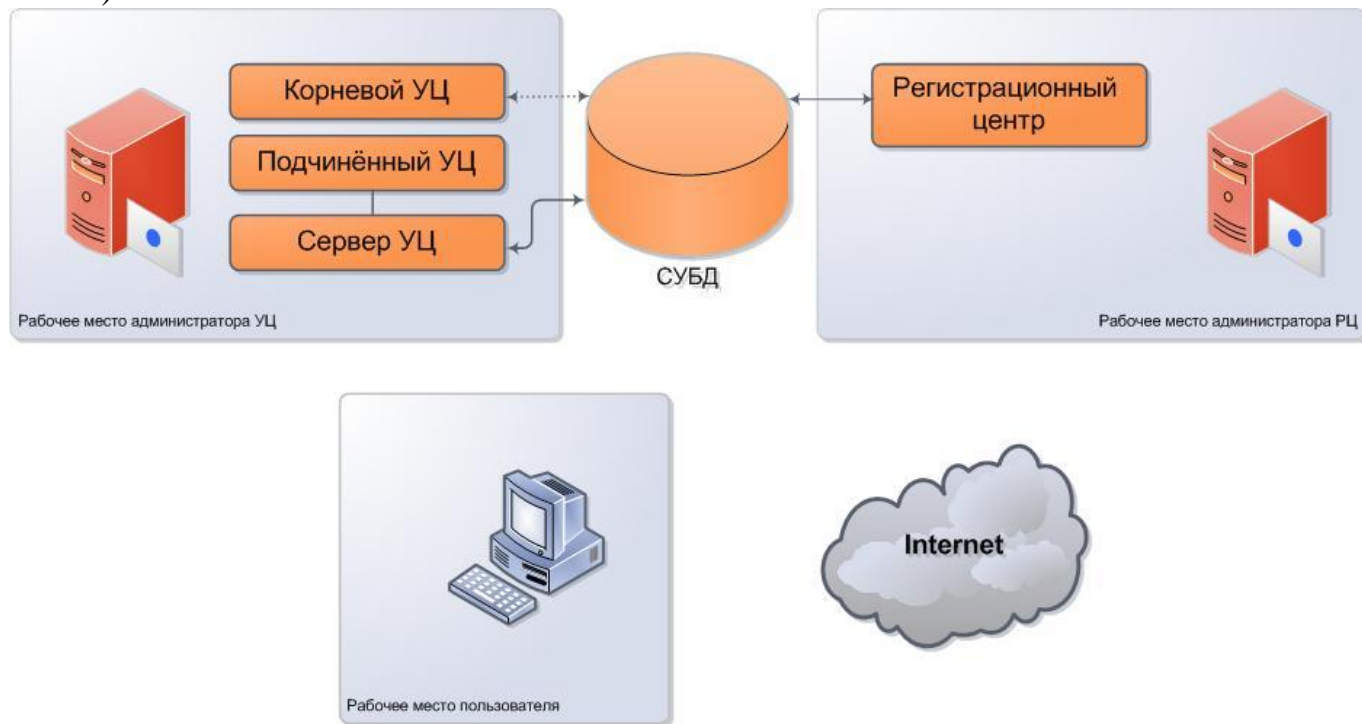 )
Корневой УЦ
Подчинённый УЦ
Сервер УЦ
Рабочее место администратора УЦ
СУБД
Регистрационный
центр
Рабочее место администратора РЦ
Рабочее место пользователя
Internet